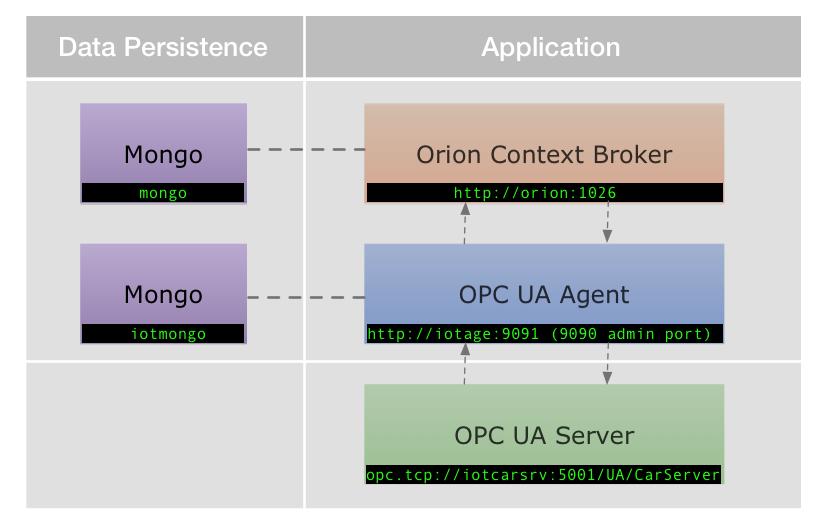 Data Persistence
Application
Mongo
mongo
Orion Context Broker
http://orion:1026
Mongo
iotmongo
OPC UA Agent
http://iotage:9091 (9090 admin port)
OPC UA Server
opc.tcp://iotcarsrv:5001/UA/CarServer